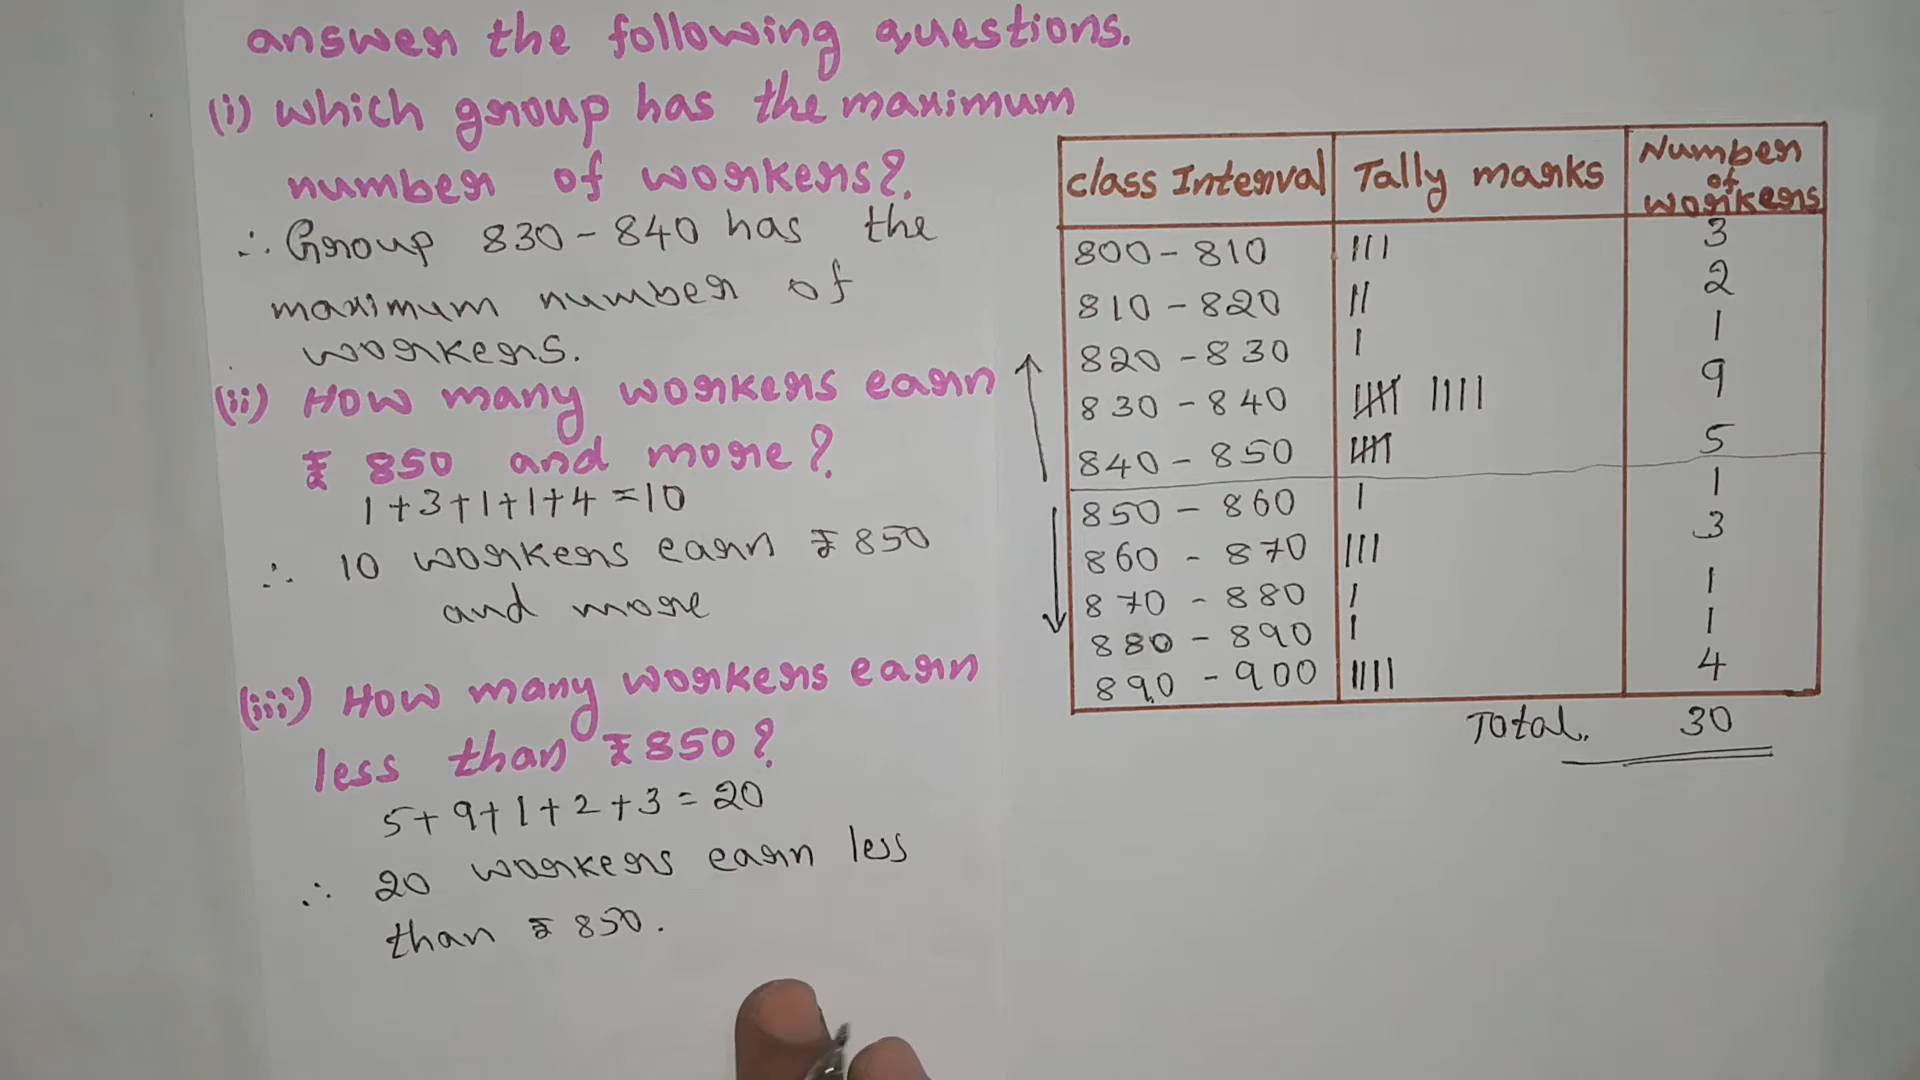 answer the following questions.
(i) which group has the maximum
number of workers?
∴ Group 830 - 840 has the
maximum number of
workers.
(ii) How many workers earn
₹ 850 and more?
1+3+1+1+4=10
∴ 10 workers earn ₹850
and more
(iii) How many workers earn
less than ₹850?
5+9+1+2+3=20
∴ 20 workers earn less
than ₹ 850.
class Interval Tally marks Number of workers
800 - 810 ||| 3
810 - 820 || 2
820 - 830 | 1
830 - 840 |||| |||| 9
840 - 850 |||| 5
850 - 860 | 1
860 - 870 ||| 3
870 - 880 | 1
880 - 890 | 1
890 - 900 |||| 4
Total. 30